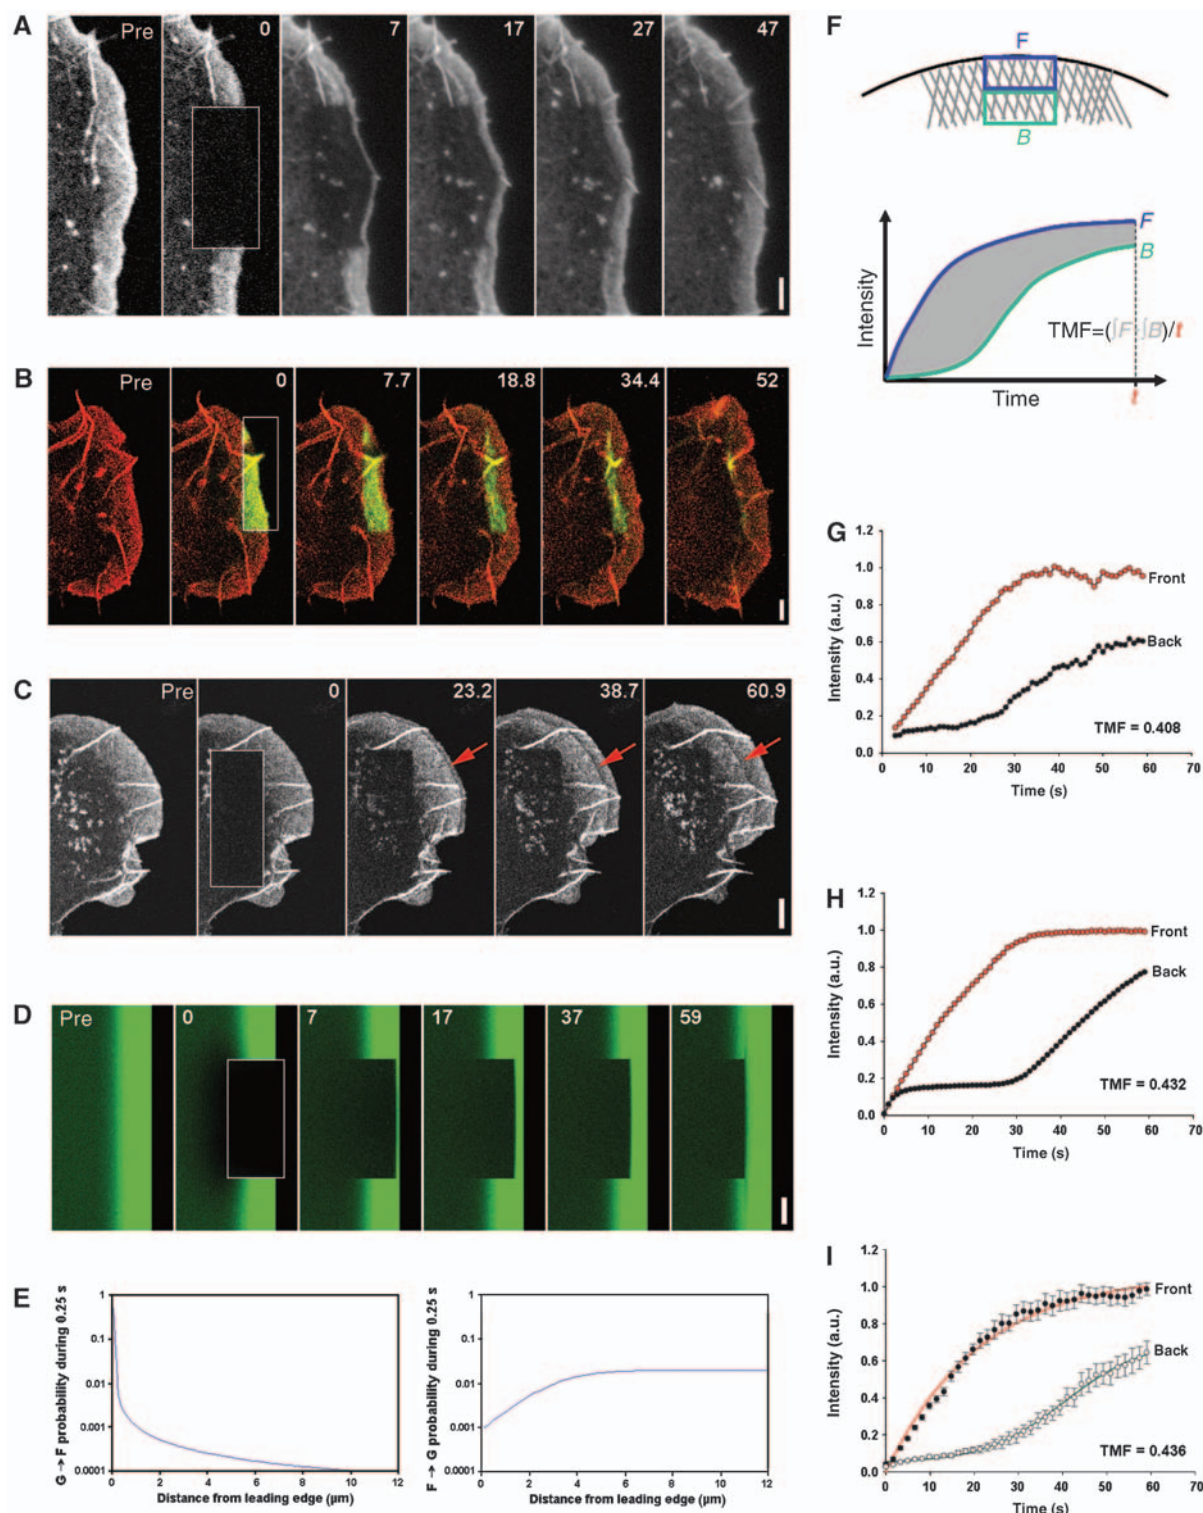 A
Pre
0
7
17
27
47
B
Pre
0
7.7
18.8
34.4
52
C
Pre
0
23.2
38.7
60.9
D
Pre
0
7
17
37
59
E
G → F probability during 0.25 s
1
0.1
0.01
0.001
0.0001
0 2 4 6 8 10 12
Distance from leading edge (μm)
F → G probability during 0.25 s
1
0.1
0.01
0.001
0.0001
0 2 4 6 8 10 12
Distance from leading edge (μm)
F
F
B
Intensity
F
B
TMF=(∫F-∫B)/t
Time
t
G
Intensity (a.u.)
1.2
1.0
0.8
0.6
0.4
0.2
0.0
Front
Back
TMF = 0.408
0 10 20 30 40 50 60 70
Time (s)
H
Intensity (a.u.)
1.2
1.0
0.8
0.6
0.4
0.2
0.0
Front
Back
TMF = 0.432
0 10 20 30 40 50 60 70
Time (s)
I
Intensity (a.u.)
1.2
1.0
0.8
0.6
0.4
0.2
0.0
Front
Back
TMF = 0.436
0 10 20 30 40 50 60 70
Time (s)